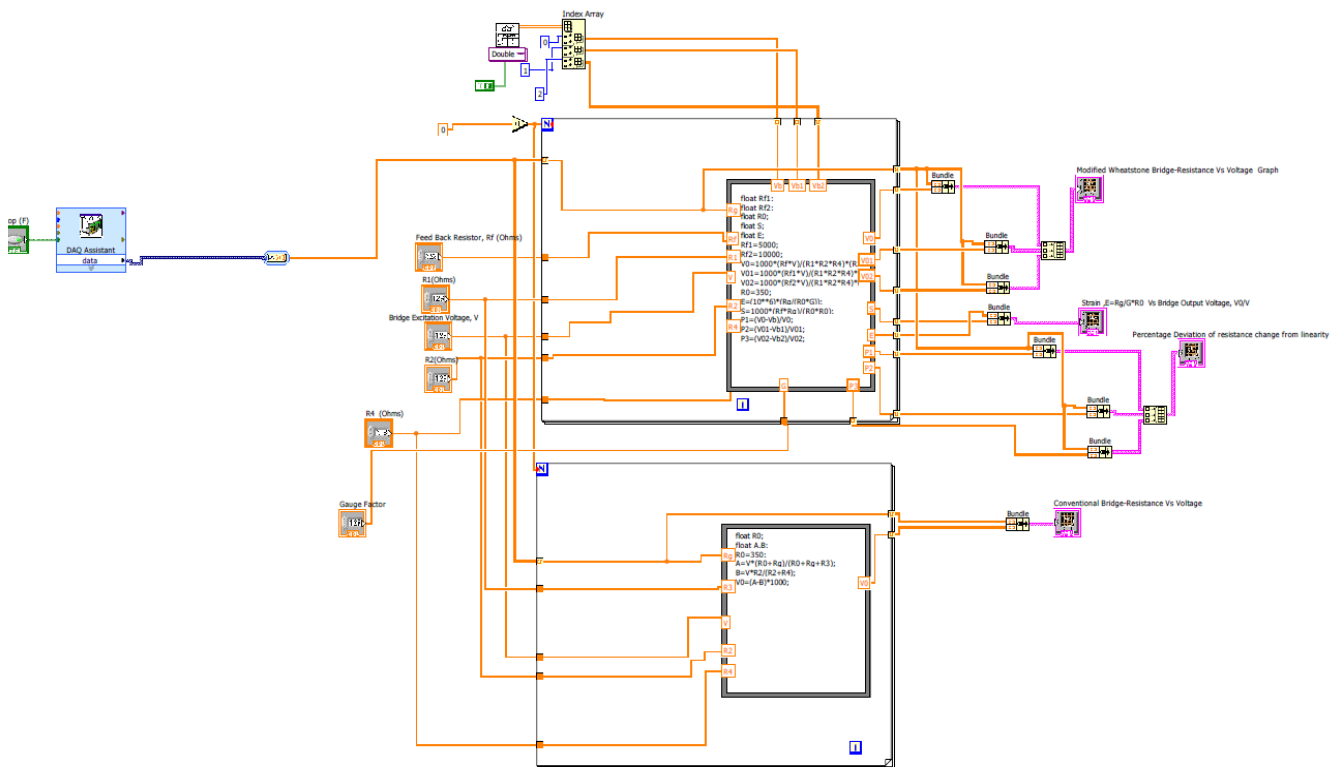 Index Array
Double
0
1
2
0
N
Vb
Vb1
Vb2
Modified Wheatstone Bridge-Resistance Vs Voltage Graph
Bundle
op (F)
DAQ Assistant
data
Feed Back Resistor, Rf (Ohms)
R1(Ohms)
Bridge Excitation Voltage, V
R2(Ohms)
R4 (Ohms)
Gauge Factor
Rg
Rf
R1
V
R2
R4
float Rf1:
float Rf2:
float R0;
float S;
float E;
Rf1=5000;
Rf2=10000;
V0=1000*(Rf*V)/(R1*R2*R4)*(R
V01=1000*(Rf1*V)/(R1*R2*R4)*
V02=1000*(Rf2*V)/(R1*R2*R4)*
R0=350;
E=(10**6)*(Rg/(R0*G));
S=1000*(Rf*Rg)/(R0*R0);
P1=(V0-Vb)/V0;
P2=(V01-Vb1)/V01;
P3=(V02-Vb2)/V02;
V0
V01
V02
S
E
P1
P2
G
P3
i
Bundle
Bundle
Strain ,E=Rg/G*R0 Vs Bridge Output Voltage, V0/V
Bundle
Percentage Deviation of resistance change from linearity
Bundle
Bundle
Bundle
N
Conventional Bridge-Resistance Vs Voltage
Bundle
float R0;
float A,B:
R0=350:
A=V*(R0+Rg)/(R0+Rg+R3);
B=V*R2/(R2+R4);
V0=(A-B)*1000;
Rg
R3
V
R2
R4
V0
i